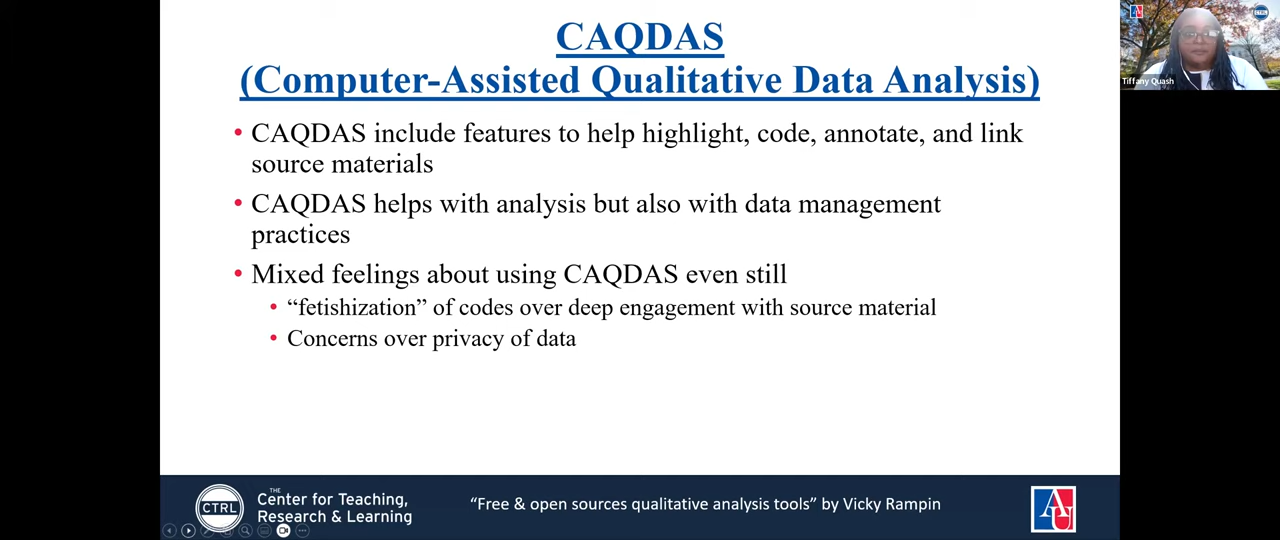 CAQDAS
(Computer-Assisted Qualitative Data Analysis)
• CAQDAS include features to help highlight, code, annotate, and link
source materials
• CAQDAS helps with analysis but also with data management
practices
• Mixed feelings about using CAQDAS even still
• “fetishization” of codes over deep engagement with source material
• Concerns over privacy of data
CTRL
THE
Center for Teaching,
Research & Learning
“Free & open sources qualitative analysis tools” by Vicky Rampin
AU
AU
CTRL
Tiffany Quash